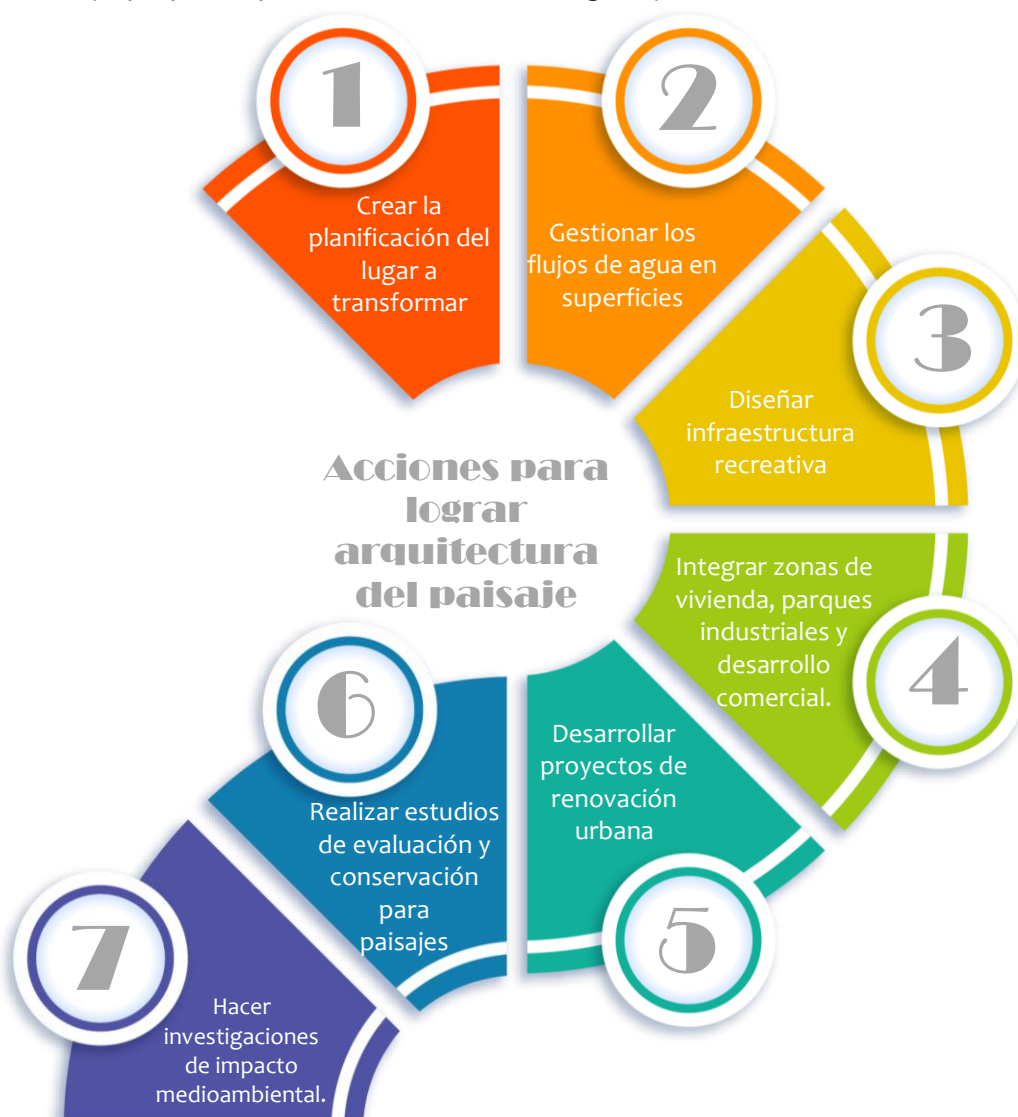 1
Crear la
planificación del
lugar a
transformar
2
Gestionar los
flujos de agua en
superficies
3
Diseñar
infraestructura
recreativa
Acciones para
lograr
arquitectura
del paisaje
Integrar zonas de
vivienda, parques
industriales y
desarrollo
comercial.
4
Desarrollar
proyectos de
renovación
urbana
5
6
Realizar estudios
de evaluación y
conservación
para
paisajes
7
Hacer
investigaciones
de impacto
medioambiental.